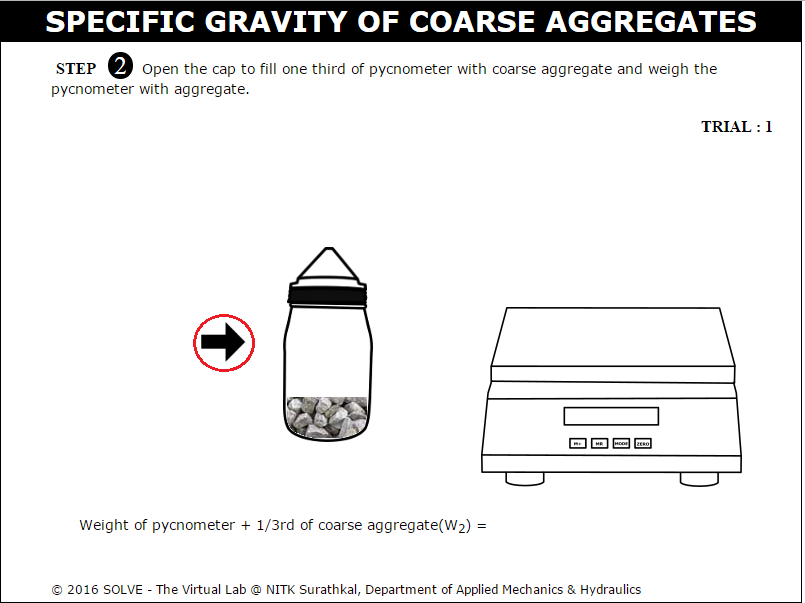 SPECIFIC GRAVITY OF COARSE AGGREGATES
STEP 2 Open the cap to fill one third of pycnometer with coarse aggregate and weigh the
pycnometer with aggregate.
TRIAL : 1
M+ MR MODE ZERO
Weight of pycnometer + 1/3rd of coarse aggregate(W₂) =
© 2016 SOLVE - The Virtual Lab @ NITK Surathkal, Department of Applied Mechanics & Hydraulics